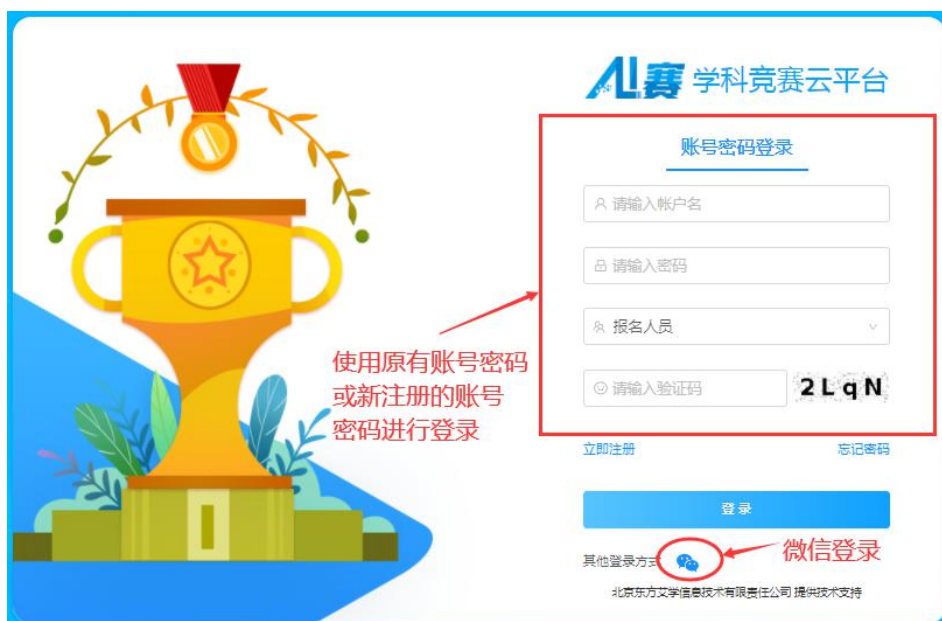 AI赛 学科竞赛云平台
账号密码登录
请输入帐户名
请输入密码
报名人员
请输入验证码 2LqN
使用原有账号密码
或新注册的账号
密码进行登录
立即注册 忘记密码
登录
其他登录方式
微信登录
北京东方艾学信息技术有限责任公司 提供技术支持